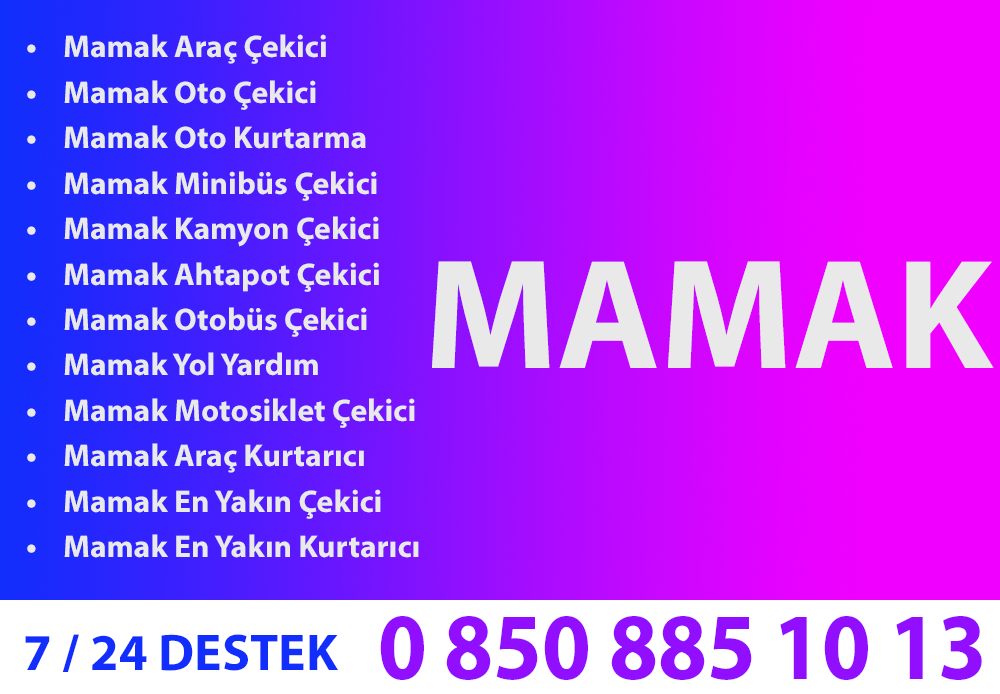 • Mamak Araç Çekici
• Mamak Oto Çekici
• Mamak Oto Kurtarma
• Mamak Minibüs Çekici
• Mamak Kamyon Çekici
• Mamak Ahtapot Çekici
• Mamak Otobüs Çekici
• Mamak Yol Yardım
• Mamak Motosiklet Çekici
• Mamak Araç Kurtarıcı
• Mamak En Yakın Çekici
• Mamak En Yakın Kurtarıcı
MAMAK
7 / 24 DESTEK 0 850 885 10 13